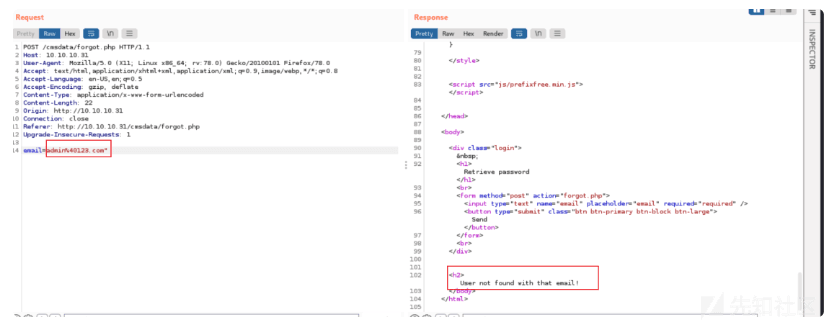 Request
Pretty Raw Hex \n
1 POST /cmsdata/forgot.php HTTP/1.1
2 Host: 10.10.10.31
3 User-Agent: Mozilla/5.0 (X11; Linux x86_64; rv:78.0) Gecko/20100101 Firefox/78.0
4 Accept: text/html,application/xhtml+xml,application/xml;q=0.9,image/webp,*/*;q=0.8
5 Accept-Language: en-US,en;q=0.5
6 Accept-Encoding: gzip, deflate
7 Content-Type: application/x-www-form-urlencoded
8 Content-Length: 22
9 Origin: http://10.10.10.31
10 Connection: close
11 Referer: http://10.10.10.31/cmsdata/forgot.php
12 Upgrade-Insecure-Requests: 1
13
14 email=admin%40123.com"
Response
Pretty Raw Hex Render \n
79 }
80 </style>
81
82
83 <script src="js/prefixfree.min.js">
</script>
84
85
86 </head>
87
88 <body>
89
90 <div class="login">
91 &nbsp;
92 <h1>
Retrieve password
</h1>
93 <br>
94 <form method="post" action="forgot.php">
95 <input type="text" name="email" placeholder="email" required="required" />
96 <button type="submit" class="btn btn-primary btn-block btn-large">
Send
</button>
97 </form>
98 <br>
99 </div>
100
101
102 <h2>
User not found with that email!
103 </body>
104 </html>
105
INSPECTOR
先知社区